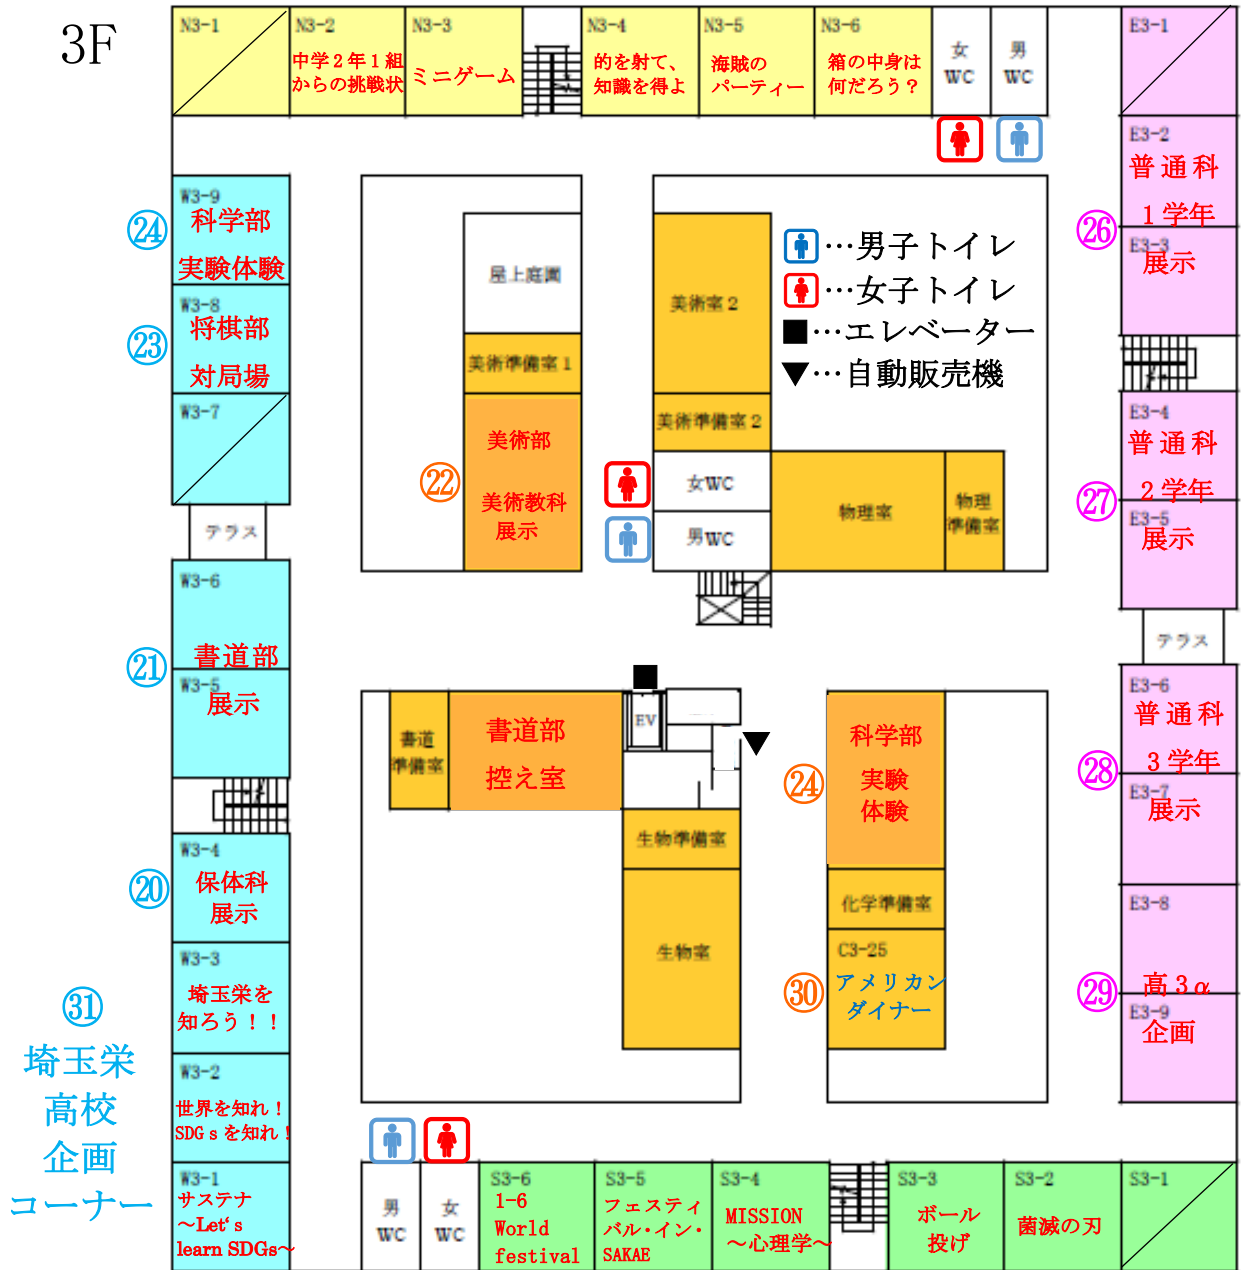 3F
N3-1
N3-2
中学2年1組
からの挑戦状
N3-3
ミニゲーム
N3-4
的を射て、
知識を得よ
N3-5
海賊の
パーティー
N3-6
箱の中身は
何だろう？
女
WC
男
WC
E3-1
E3-2
普通科
1学年
E3-3
展示
㉖
W3-9
科学部
実験体験
㉔
W3-8
将棋部
対局場
㉓
W3-7
テラス
屋上庭園
美術準備室1
美術部
美術教科
展示
㉒
美術室2
美術準備室2
女WC
男WC
物理室
物理
準備室
…男子トイレ
…女子トイレ
■…エレベーター
▼…自動販売機
E3-4
普通科
2学年
E3-5
展示
㉗
テラス
W3-6
書道部
W3-5
展示
㉑
書道
準備室
書道部
控え室
EV
生物準備室
生物室
科学部
実験
体験
㉔
化学準備室
C3-25
アメリカン
ダイナー
㉚
E3-6
普通科
3学年
E3-7
展示
㉘
E3-8
高3α
E3-9
企画
㉙
W3-4
保体科
展示
⑳
W3-3
埼玉栄を
知ろう！！
W3-2
世界を知れ！
SDGsを知れ！
W3-1
サステナ
～Let's
learn SDGs～
㉛
埼玉栄
高校
企画
コーナー
男
WC
女
WC
S3-6
1-6
World
festival
S3-5
フェスティ
バル・イン・
SAKAE
S3-4
MISSION
～心理学～
S3-3
ボール
投げ
S3-2
菌滅の刃
S3-1